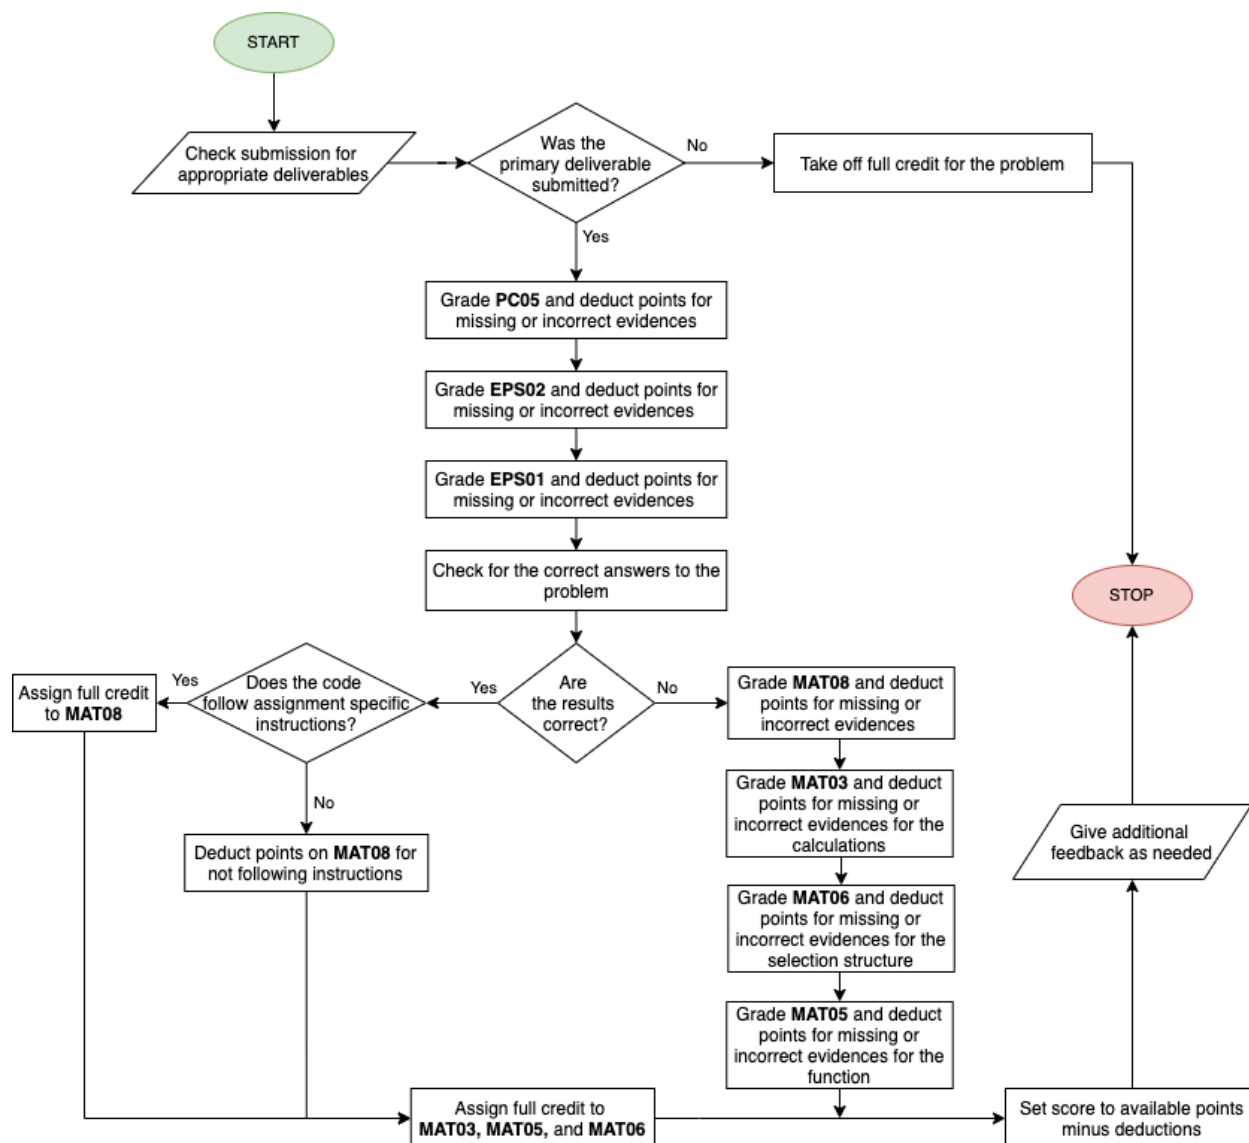 START
Check submission for
appropriate deliverables
Was the
primary deliverable
submitted?
No
Take off full credit for the problem
Yes
Grade PC05 and deduct points for
missing or incorrect evidences
Grade EPS02 and deduct points for
missing or incorrect evidences
Grade EPS01 and deduct points for
missing or incorrect evidences
Check for the correct answers to the
problem
STOP
Are
the results
correct?
Yes
Does the code
follow assignment specific
instructions?
Yes
Assign full credit
to MAT08
No
Deduct points on MAT08 for
not following instructions
No
Grade MAT08 and deduct
points for missing or
incorrect evidences
Grade MAT03 and deduct
points for missing or
incorrect evidences for the
calculations
Grade MAT06 and deduct
points for missing or
incorrect evidences for the
selection structure
Grade MAT05 and deduct
points for missing or
incorrect evidences for the
function
Assign full credit to
MAT03, MAT05, and MAT06
Set score to available points
minus deductions
Give additional
feedback as needed